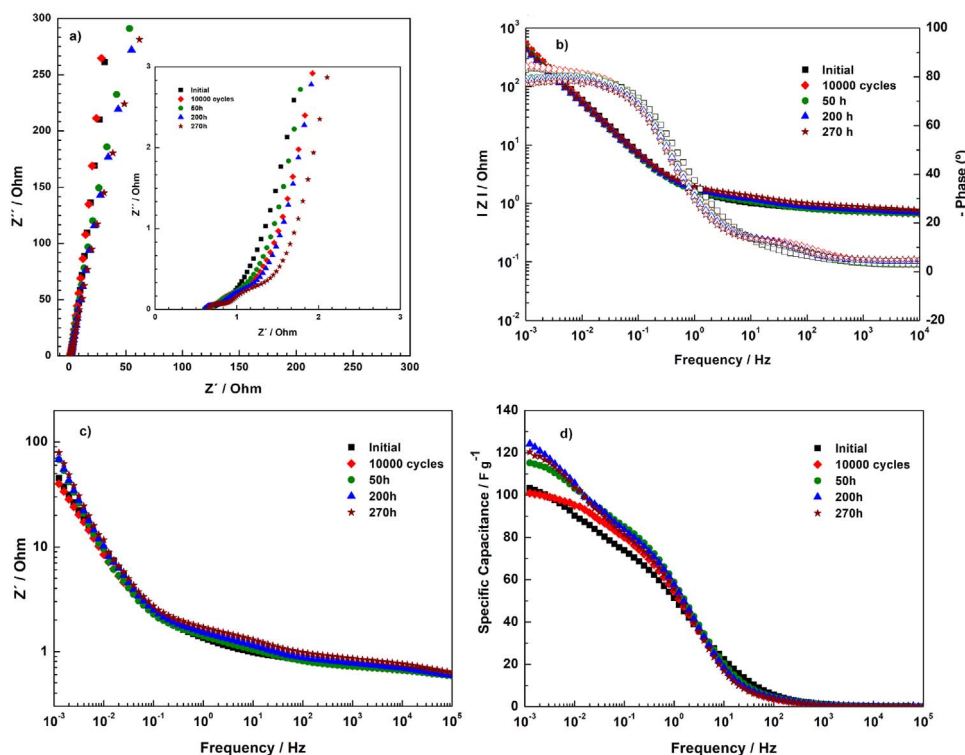 a)
Z´´ / Ohm
300
250
200
150
100
50
0
0 50 100 150 200 250 300
Z´ / Ohm
Z´´ / Ohm
3
2
1
0
0 1 2 3
Z´ / Ohm
Initial
10000 cycles
50h
200h
270h
b)
I Z I / Ohm
10³
10²
10¹
10⁰
10⁻¹
10⁻²
10⁻³ 10⁻² 10⁻¹ 10⁰ 10¹ 10² 10³ 10⁴
Frequency / Hz
- Phase (º)
100
80
60
40
20
0
-20
Initial
10000 cycles
50 h
200 h
270 h
c)
Z´ / Ohm
100
10
1
10⁻³ 10⁻² 10⁻¹ 10⁰ 10¹ 10² 10³ 10⁴ 10⁵
Frequency / Hz
Initial
10000 cycles
50h
200h
270h
d)
Specific Capacitance / F g⁻¹
140
120
100
80
60
40
20
0
10⁻³ 10⁻² 10⁻¹ 10⁰ 10¹ 10² 10³ 10⁴ 10⁵
Frequency / Hz
Initial
10000 cycles
50h
200h
270h